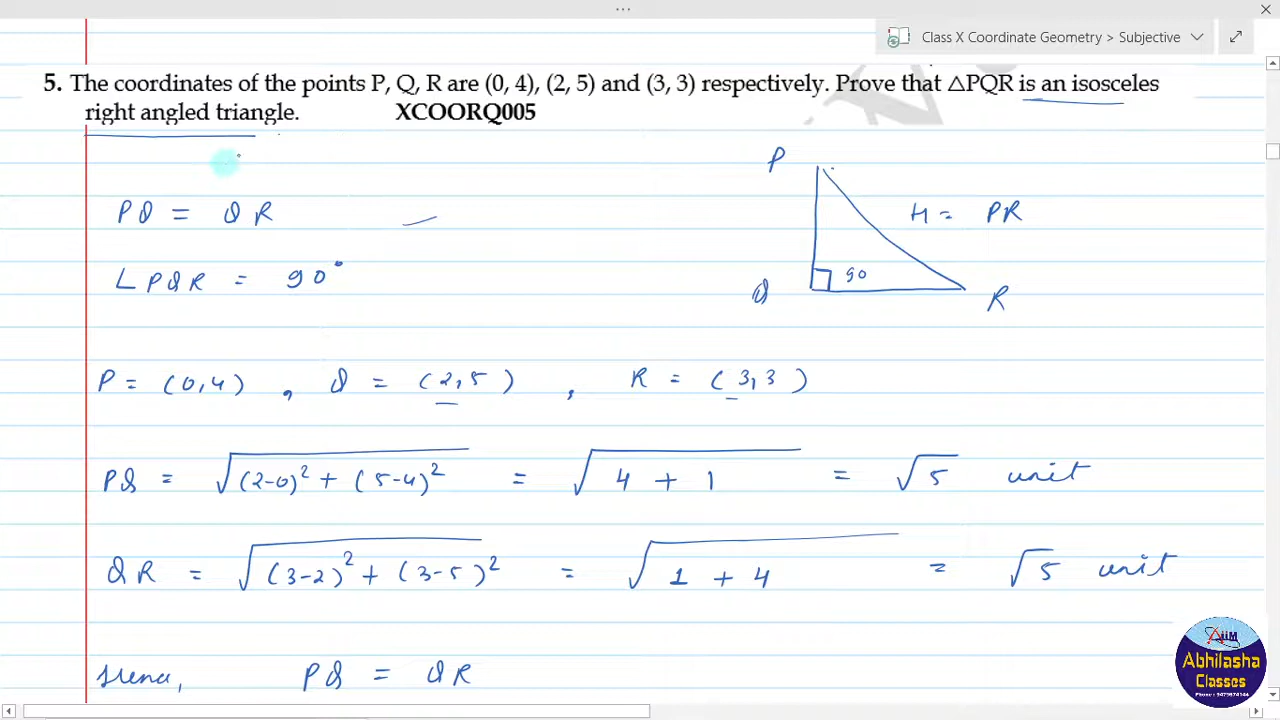 Class X Coordinate Geometry > Subjective
5. The coordinates of the points P, Q, R are (0, 4), (2, 5) and (3, 3) respectively. Prove that △PQR is an isosceles
right angled triangle. XCOORQ005
P
PQ = QR
H = PR
∠PQR = 90°
90
Q
R
P = (0,4) , Q = (2,5) , R = (3,3)
PQ = √(2-0)² + (5-4)² = √4 + 1 = √5 unit
QR = √(3-2)² + (3-5)² = √1 + 4 = √5 unit
Hence, PQ = QR
AIIM
Abhilasha
Classes
Phone : 9479874144